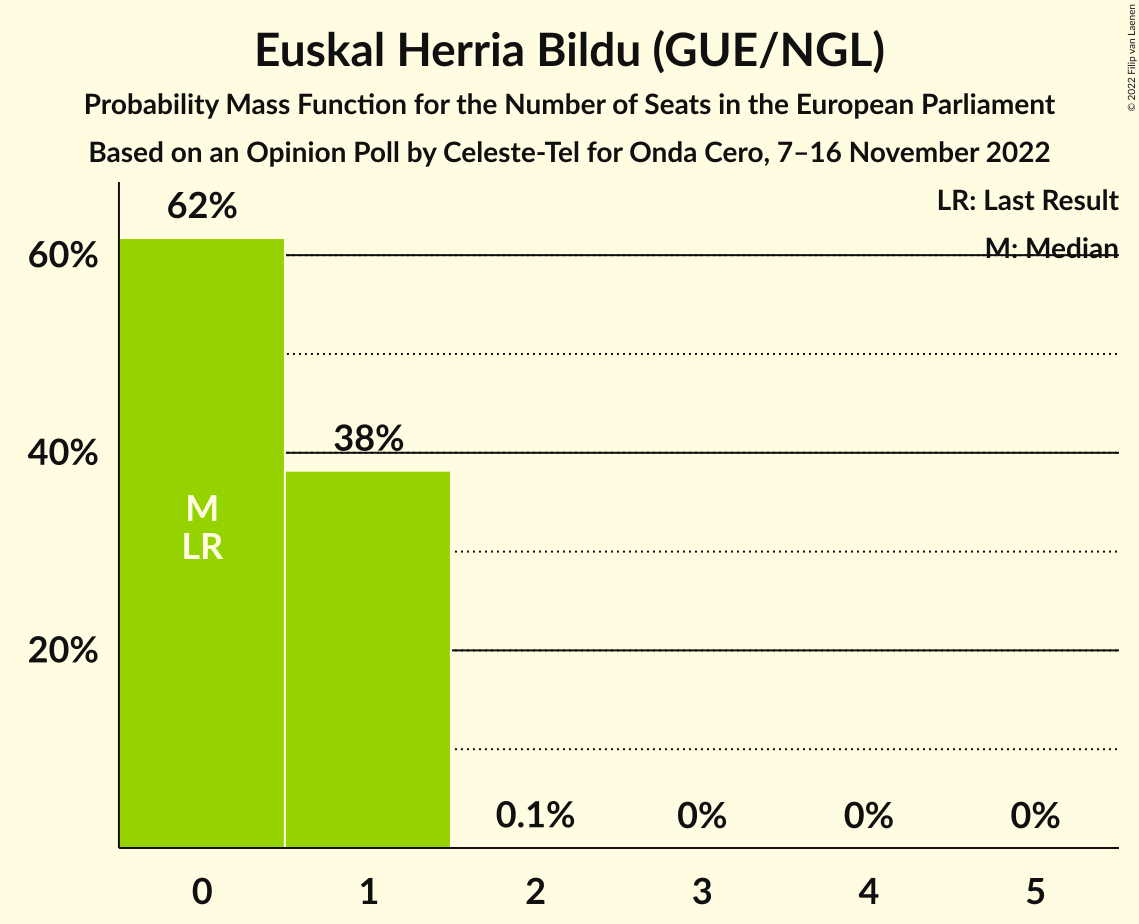 Euskal Herria Bildu (GUE/NGL)
Probability Mass Function for the Number of Seats in the European Parliament
Based on an Opinion Poll by Celeste-Tel for Onda Cero, 7–16 November 2022
© 2022 Filip van Laenen
LR: Last Result
M: Median
62%
60%
38%
40%
M
LR
20%
0.1%
0%
0%
0%
0
1
2
3
4
5